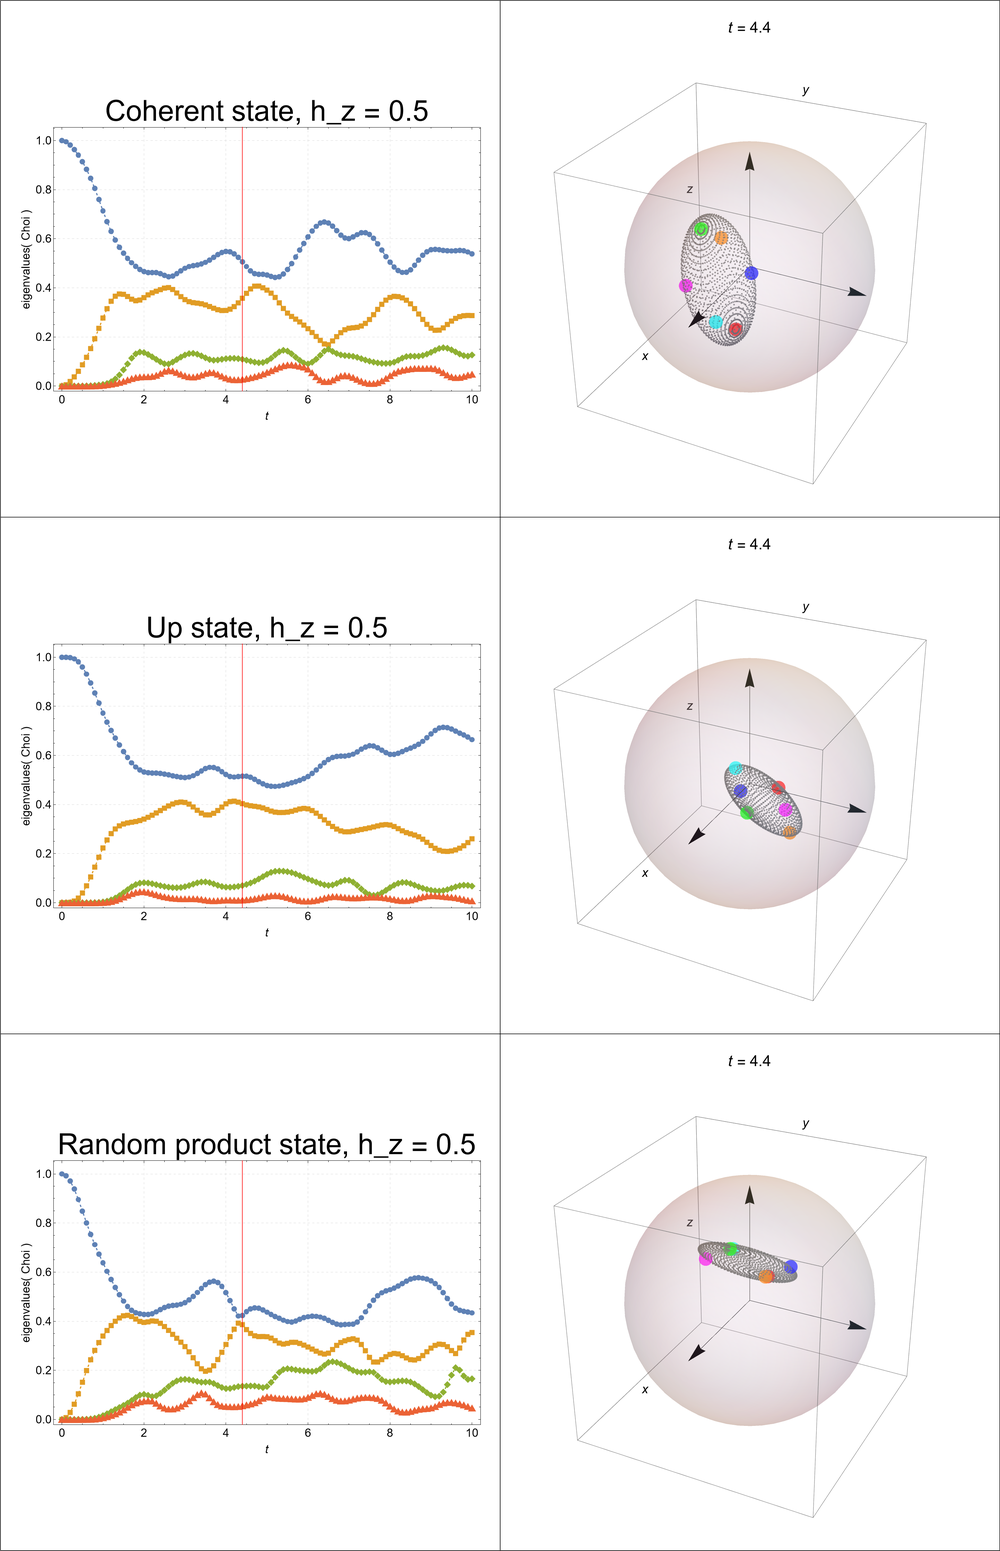 t = 4.4
Coherent state, h_z = 0.5
y
z
x
eigenvalues( Choi )
1.0
0.8
0.6
0.4
0.2
0.0
0 2 4 6 8 10
t
t = 4.4
Up state, h_z = 0.5
y
z
x
eigenvalues( Choi )
1.0
0.8
0.6
0.4
0.2
0.0
0 2 4 6 8 10
t
t = 4.4
Random product state, h_z = 0.5
y
z
x
eigenvalues( Choi )
1.0
0.8
0.6
0.4
0.2
0.0
0 2 4 6 8 10
t